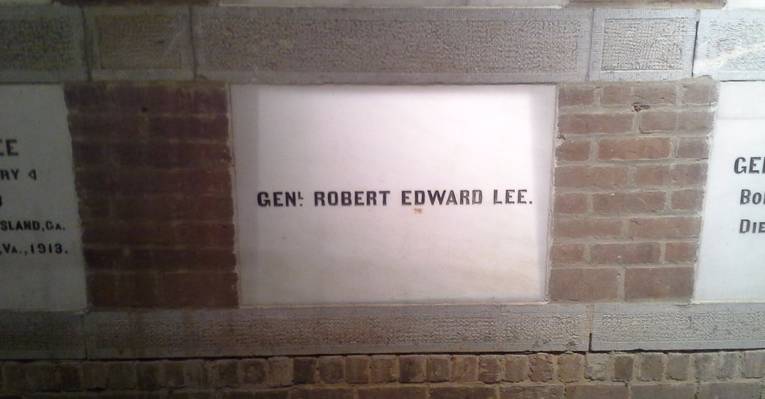 EE
RY 4
SLAND, GA.
, VA., 1913.
GENL. ROBERT EDWARD LEE.
GE
BO
DIE